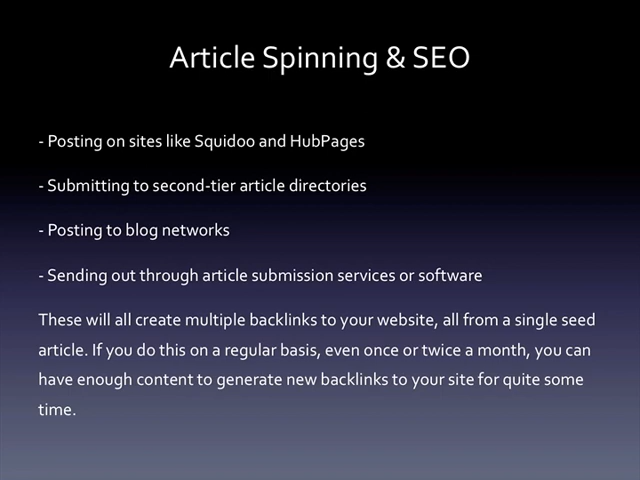 Article Spinning & SEO
- Posting on sites like Squidoo and HubPages
- Submitting to second-tier article directories
- Posting to blog networks
- Sending out through article submission services or software
These will all create multiple backlinks to your website, all from a single seed
article. If you do this on a regular basis, even once or twice a month, you can
have enough content to generate new backlinks to your site for quite some
time.